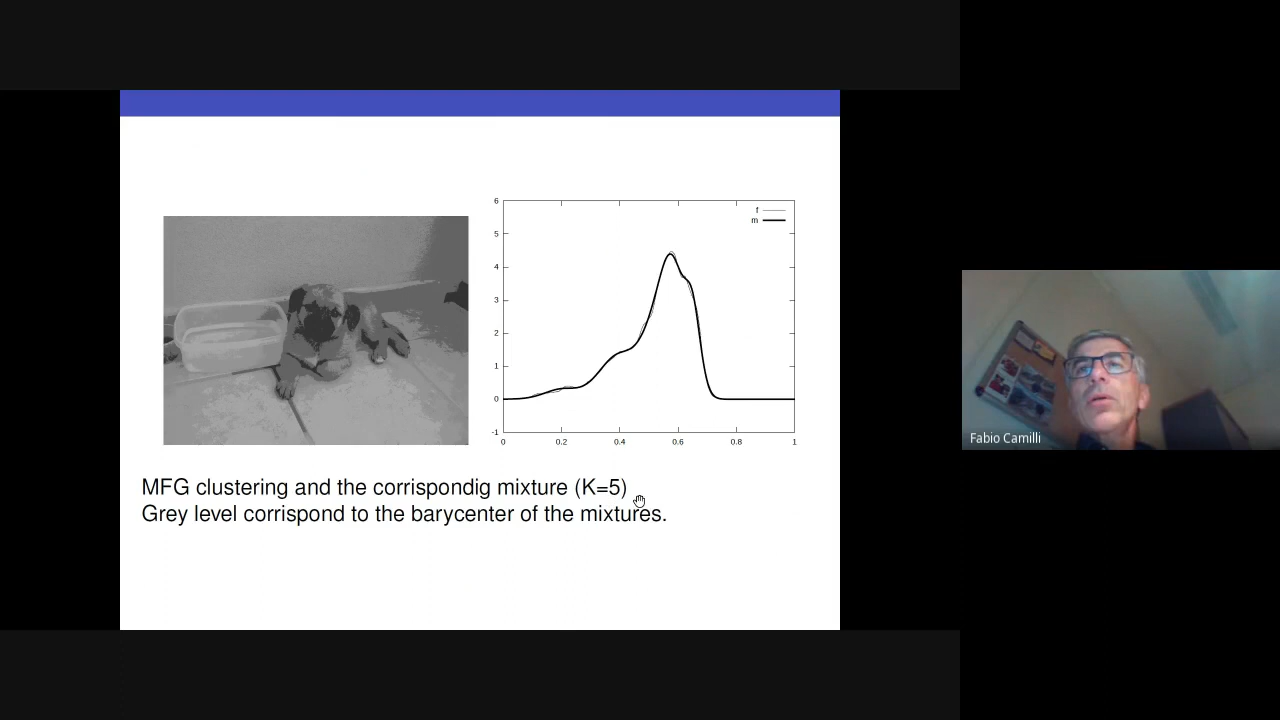 6
5
4
3
2
1
0
-1
0 0.2 0.4 0.6 0.8 1
f
m
MFG clustering and the corrispondig mixture (K=5)
Grey level corrispond to the barycenter of the mixtures.
Fabio Camilli